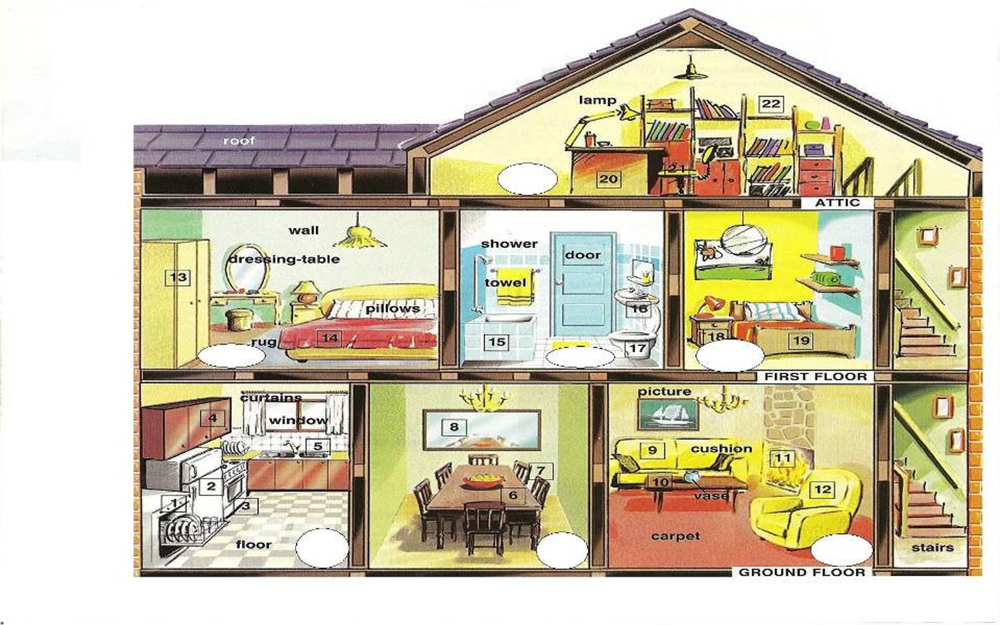 lamp
22
roof
20
21
ATTIC
wall
dressing-table
13
pillows
14
rug
shower
door
towel
15
16
17
18
19
FIRST FLOOR
curtains
window
4
5
2
1
3
floor
8
7
6
picture
9
cushion
11
10
vase
12
carpet
stairs
GROUND FLOOR